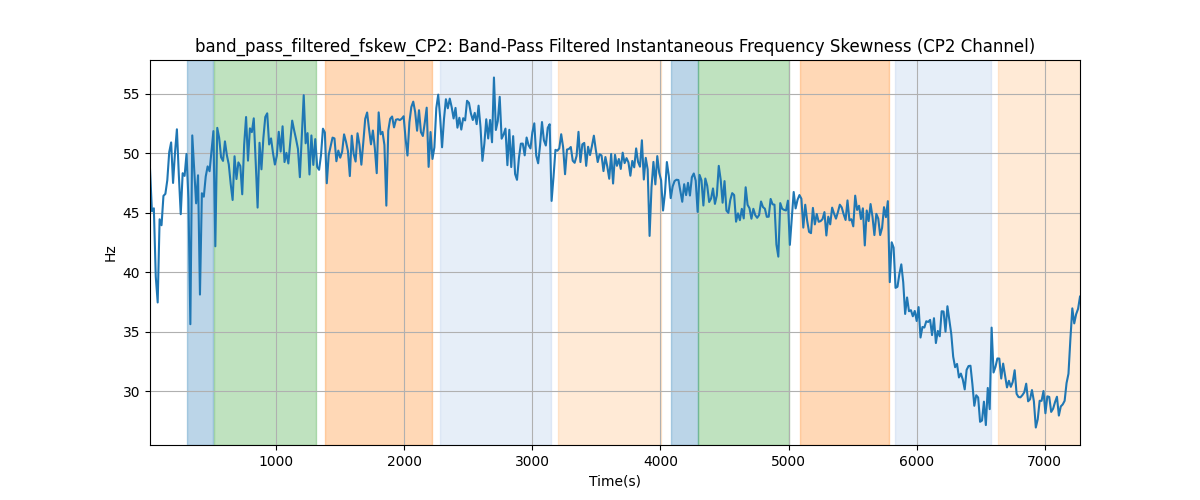 band_pass_filtered_fskew_CP2: Band-Pass Filtered Instantaneous Frequency Skewness (CP2 Channel)
55
50
45
40
35
30
Hz
1000 2000 3000 4000 5000 6000 7000
Time(s)